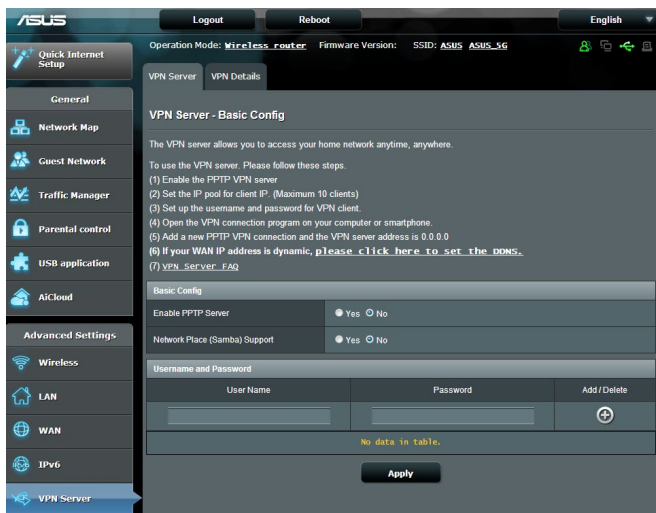 ASUS
Logout
Reboot
English
Quick Internet Setup
Operation Mode: Wireless router Firmware Version: SSID: ASUS ASUS_5G
VPN Server
VPN Details
General
Network Map
Guest Network
Traffic Manager
Parental control
USB application
AiCloud
Advanced Settings
Wireless
LAN
WAN
IPv6
VPN Server
VPN Server - Basic Config
The VPN server allows you to access your home network anytime, anywhere.
To use the VPN server. Please follow these steps.
(1) Enable the PPTP VPN server
(2) Set the IP pool for client IP. (Maximum 10 clients)
(3) Set up the username and password for VPN client.
(4) Open the VPN connection program on your computer or smartphone.
(5) Add a new PPTP VPN connection and the VPN server address is 0.0.0.0
(6) If your WAN IP address is dynamic, please click here to set the DDNS.
(7) VPN Server FAQ
Basic Config
Enable PPTP Server Yes No
Network Place (Samba) Support Yes No
Username and Password
User Name Password Add / Delete
No data in table.
Apply